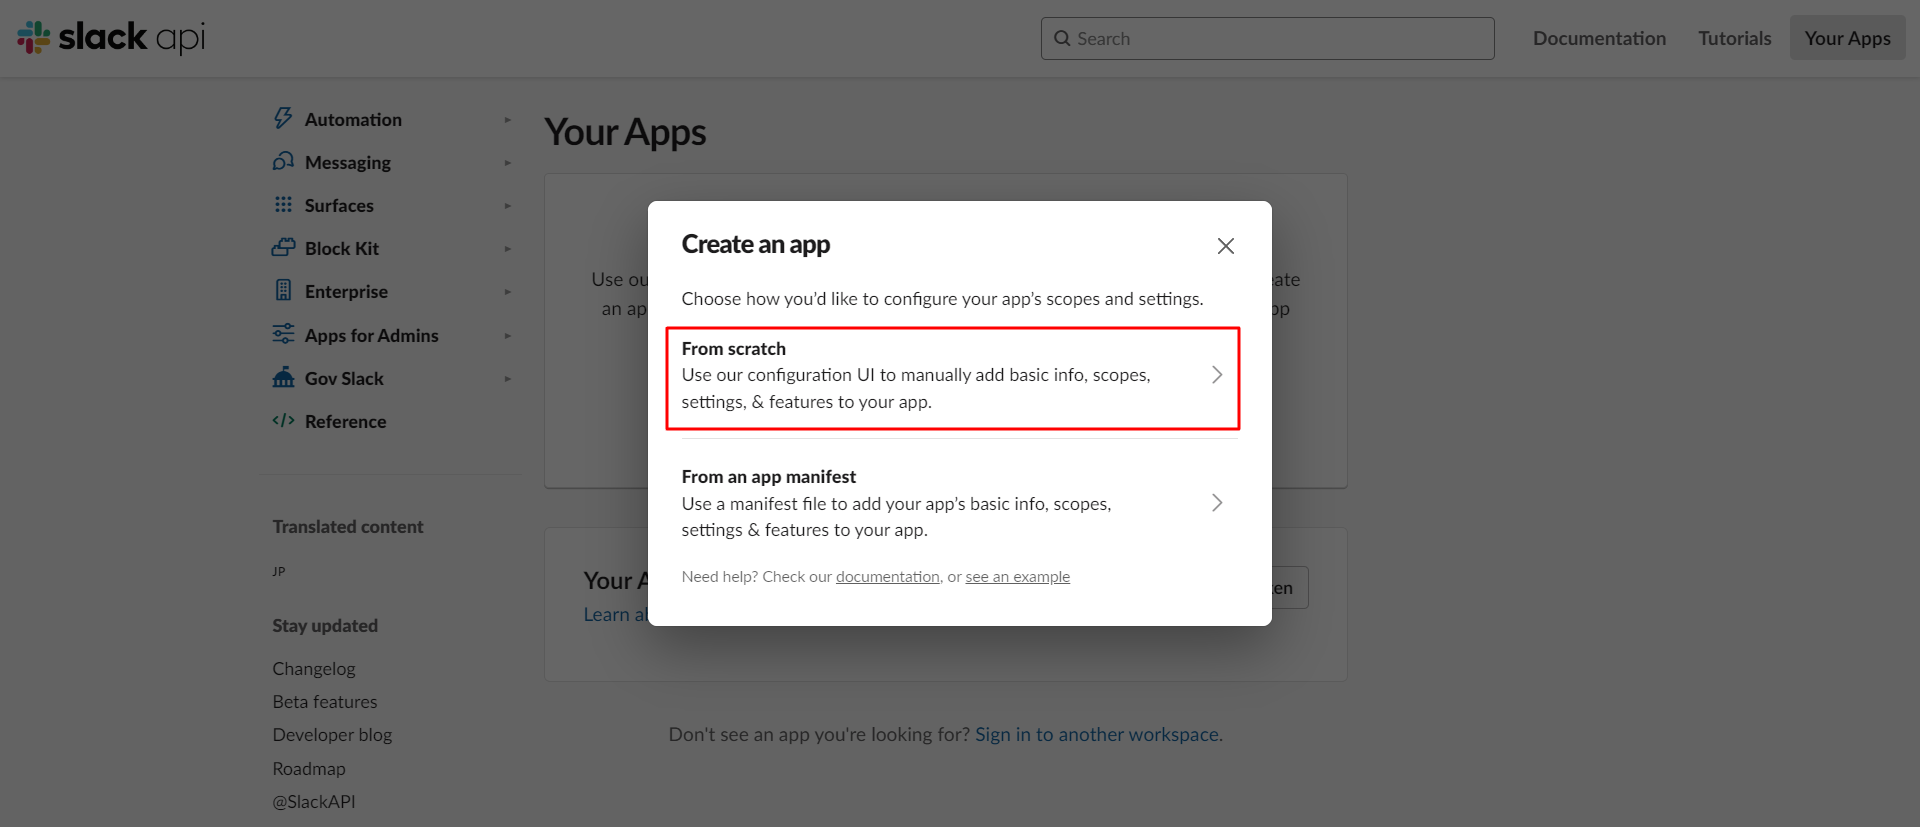 slack api
Search
Documentation
Tutorials
Your Apps
Automation
Messaging
Surfaces
Block Kit
Enterprise
Apps for Admins
Gov Slack
Reference
Translated content
JP
Stay updated
Changelog
Beta features
Developer blog
Roadmap
@SlackAPI
Your Apps
Use
an
Your
Learn
Create an app
Choose how you’d like to configure your app’s scopes and settings.
From scratch
Use our configuration UI to manually add basic info, scopes,
settings, & features to your app.
From an app manifest
Use a manifest file to add your app’s basic info, scopes,
settings & features to your app.
Need help? Check our documentation, or see an example
Don't see an app you're looking for? Sign in to another workspace.